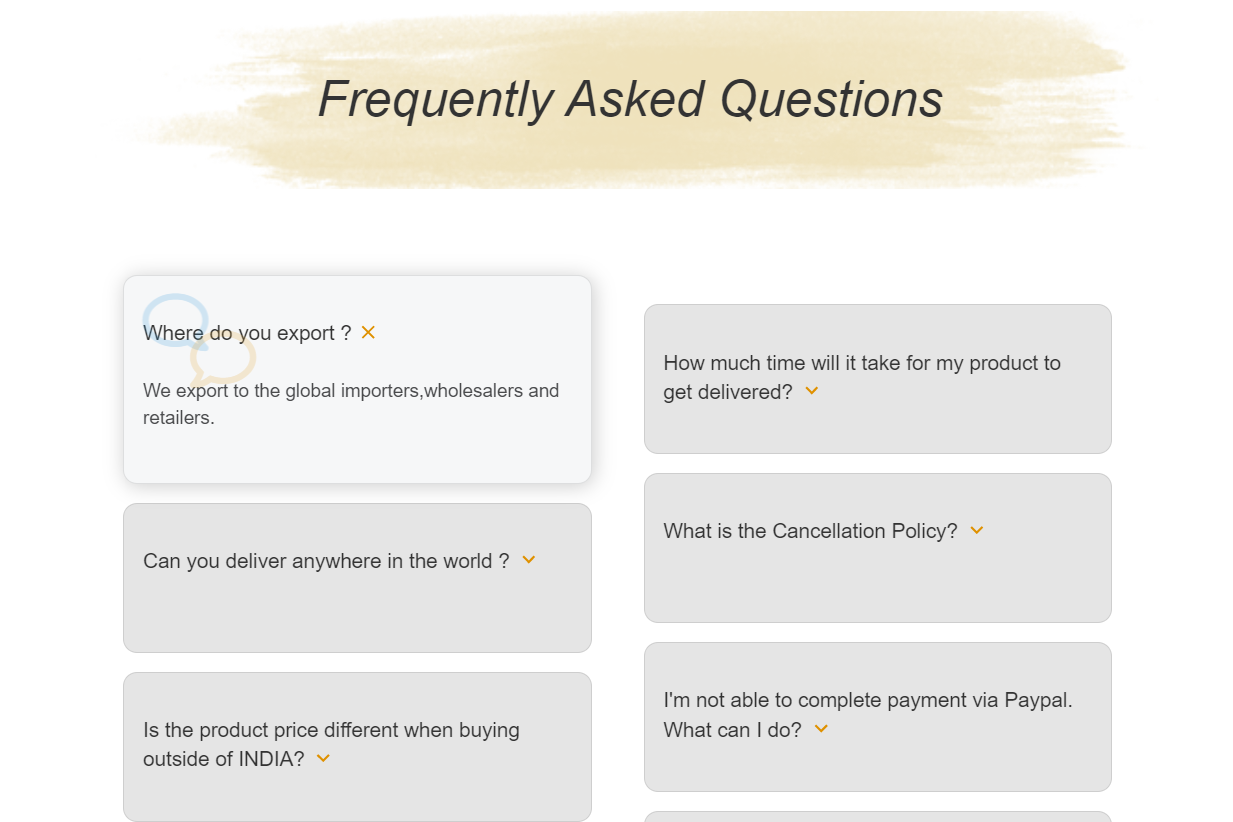 Frequently Asked Questions
Where do you export ?
We export to the global importers,wholesalers and
retailers.
Can you deliver anywhere in the world ?
Is the product price different when buying
outside of INDIA?
How much time will it take for my product to
get delivered?
What is the Cancellation Policy?
I'm not able to complete payment via Paypal.
What can I do?